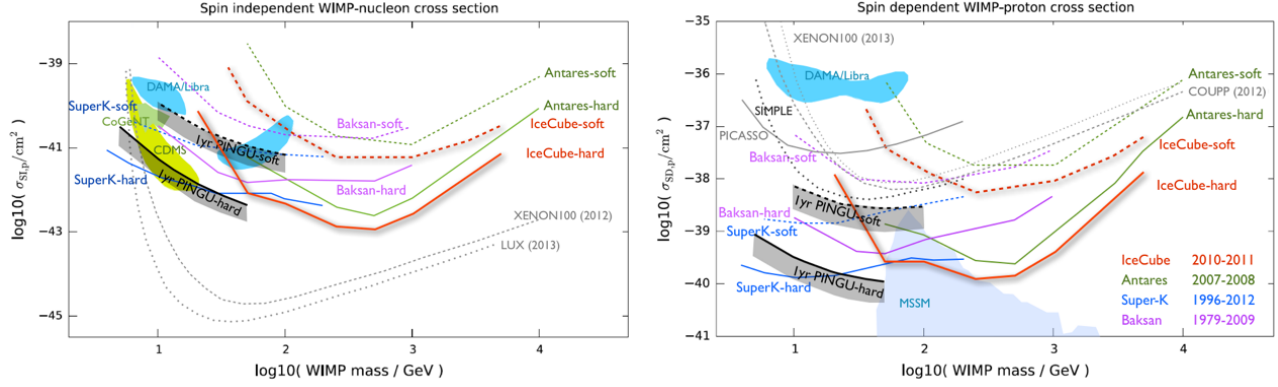 Spin independent WIMP-nucleon cross section
log10( σSI,p/cm²)
−39
−41
−43
−45
1
2
3
4
log10( WIMP mass / GeV)
DAMA/Libra
SuperK-soft
CoGeNT
CDMS
1yr PINGU-soft
SuperK-hard
1yr PINGU-hard
Baksan-soft
Baksan-hard
Antares-soft
Antares-hard
IceCube-soft
IceCube-hard
XENON100 (2012)
LUX (2013)
Spin dependent WIMP-proton cross section
log10( σSD,p/cm²)
−35
−36
−37
−38
−39
−40
−41
1
2
3
4
log10( WIMP mass / GeV)
XENON100 (2013)
DAMA/Libra
SIMPLE
PICASSO
Baksan-soft
1yr PINGU-soft
Baksan-hard
SuperK-soft
1yr PINGU-hard
SuperK-hard
MSSM
Antares-soft
COUPP (2012)
Antares-hard
IceCube-soft
IceCube-hard
IceCube 2010-2011
Antares 2007-2008
Super-K 1996-2012
Baksan 1979-2009